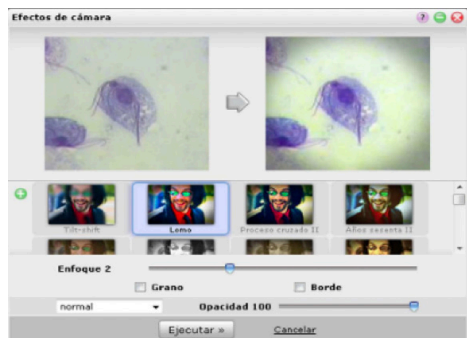 Efectos de cámara
Tilt-shift
Lomo
Proceso cruzado II
Años sesenta II
Enfoque 2
Grano
Borde
normal
Opacidad 100
Ejecutar »
Cancelar